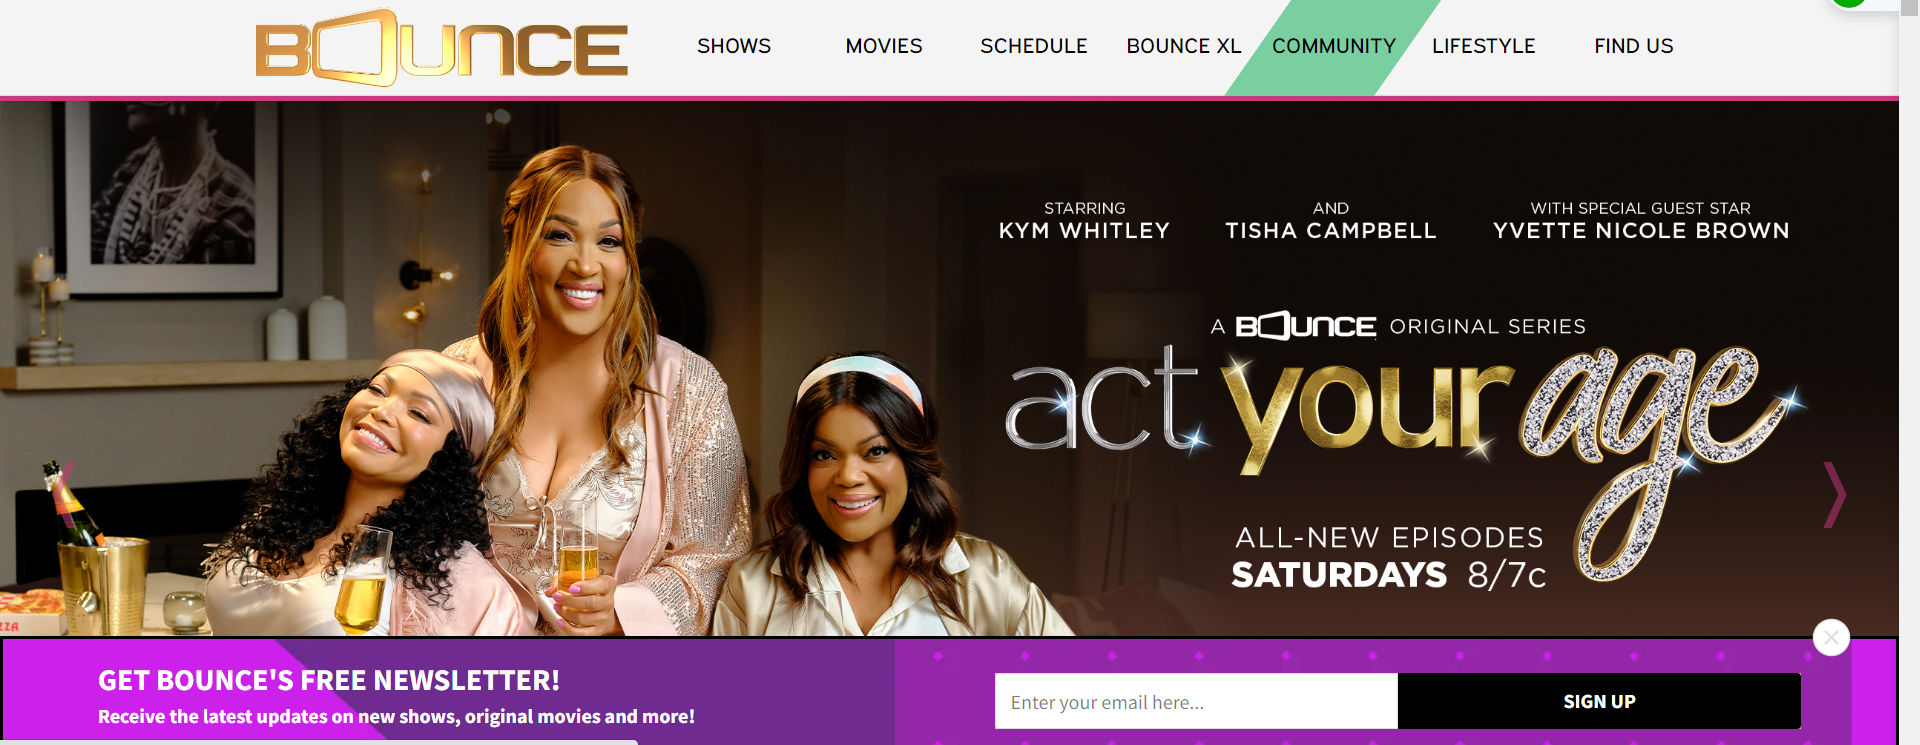 BOUNCE
SHOWS MOVIES SCHEDULE BOUNCE XL COMMUNITY LIFESTYLE FIND US
STARRING
KYM WHITLEY
AND
TISHA CAMPBELL
WITH SPECIAL GUEST STAR
YVETTE NICOLE BROWN
A BOUNCE ORIGINAL SERIES
act your age
ALL-NEW EPISODES
SATURDAYS 8/7c
ZZA
GET BOUNCE'S FREE NEWSLETTER!
Receive the latest updates on new shows, original movies and more!
Enter your email here...
SIGN UP